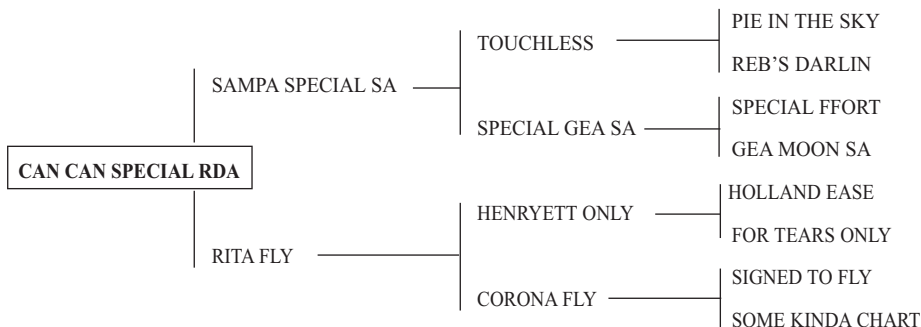 PIE IN THE SKY
TOUCHLESS
REB’S DARLIN
SAMPA SPECIAL SA
SPECIAL FFORT
SPECIAL GEA SA
GEA MOON SA
CAN CAN SPECIAL RDA
HOLLAND EASE
HENRYETT ONLY
FOR TEARS ONLY
RITA FLY
SIGNED TO FLY
CORONA FLY
SOME KINDA CHART